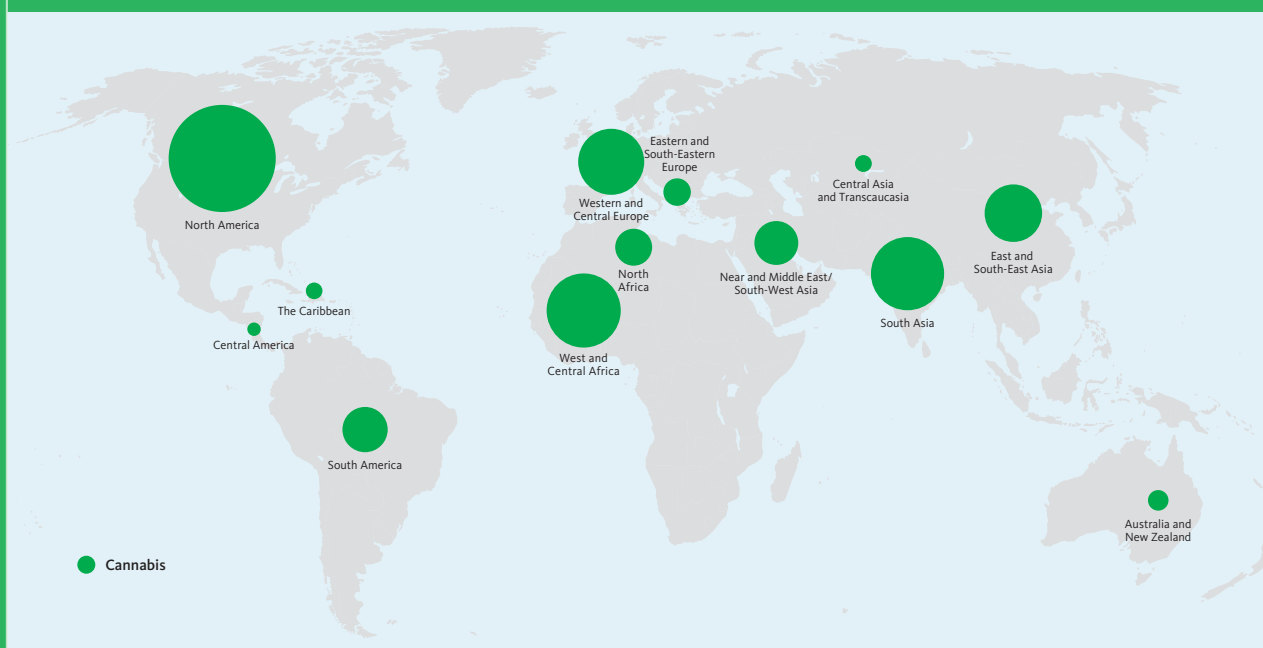 Eastern and
South-Eastern
Europe
Central Asia
and Transcaucasia
Western and
Central Europe
North America
East and
South-East Asia
North
Africa
Near and Middle East/
South-West Asia
The Caribbean
South Asia
Central America
West and
Central Africa
South America
Australia and
New Zealand
Cannabis